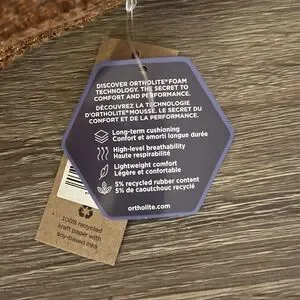 DISCOVER ORTHOLITE® FOAM
TECHNOLOGY. THE SECRET TO
COMFORT AND PERFORMANCE.
DÉCOUVREZ LA TECHNOLOGIE
D'ORTHOLITE® MOUSSE. LE SECRET DU
CONFORT ET DE LA PERFORMANCE.
Long-term cushioning
Confort et amorti longue durée
High-level breathability
Haute respirabilité
Lightweight comfort
Légère et confortable
5% recycled rubber content
5% de caoutchouc recyclé
ortholite.com
100% recycled
kraft paper with
soy-based inks